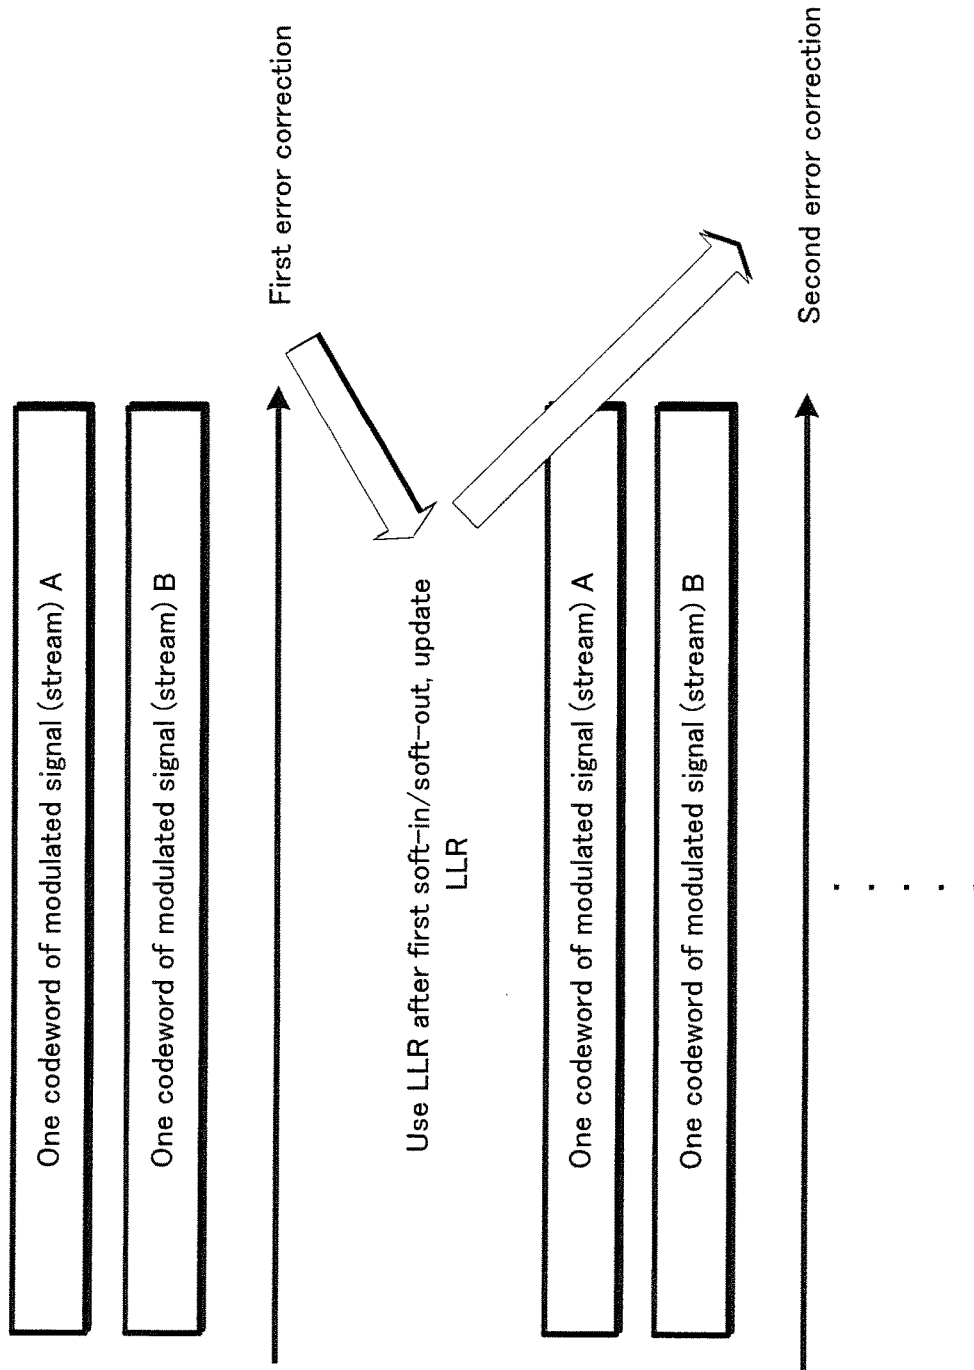 One codeword of modulated signal (stream) A
One codeword of modulated signal (stream) B
First error correction
Use LLR after first soft-in/soft-out, update
LLR
One codeword of modulated signal (stream) A
One codeword of modulated signal (stream) B
Second error correction